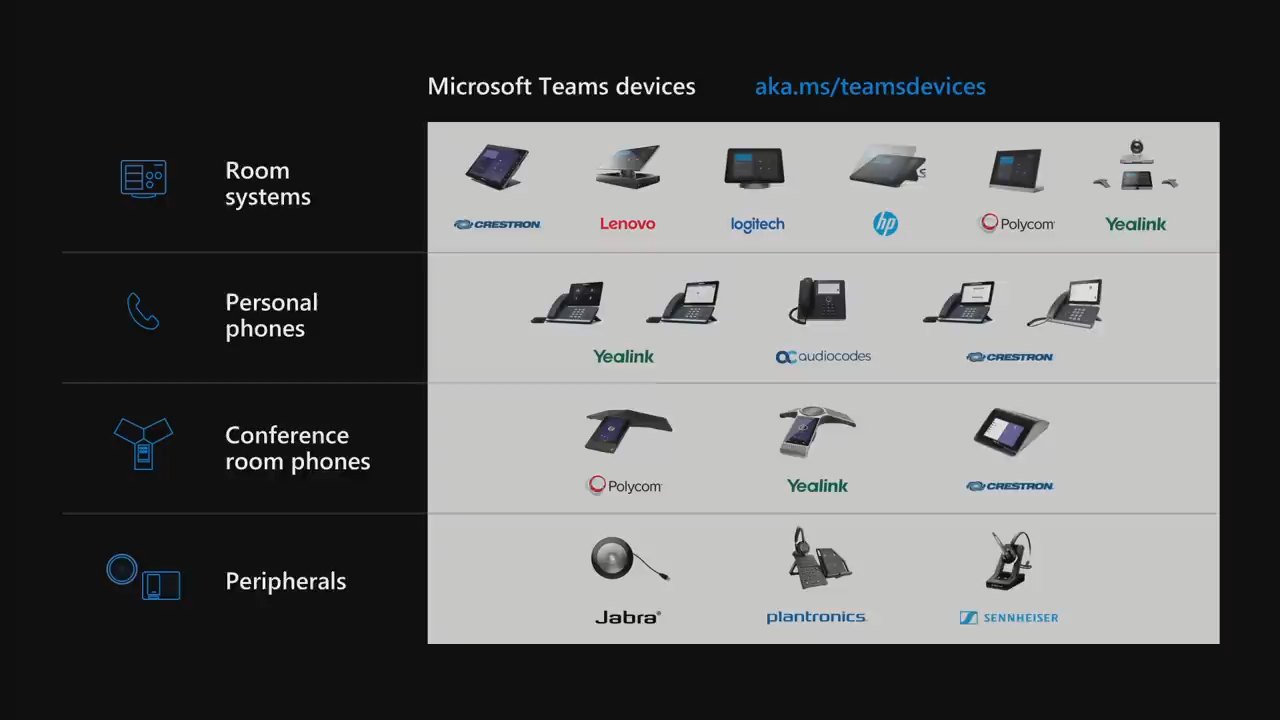 Microsoft Teams devices aka.ms/teamsdevices
Room
systems
CRESTRON Lenovo logitech hp Polycom Yealink
Personal
phones
Yealink audiocodes CRESTRON
Conference
room phones
Polycom Yealink CRESTRON
Peripherals
Jabra plantronics SENNHEISER